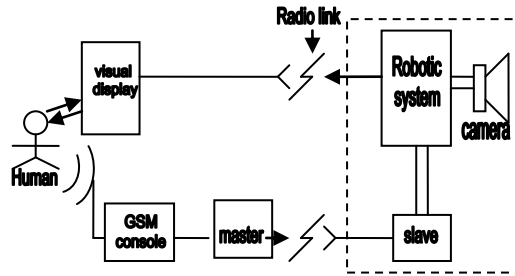 Radio link
visual
display
Robotic
system
camera
Human
GSM
console
master
slave